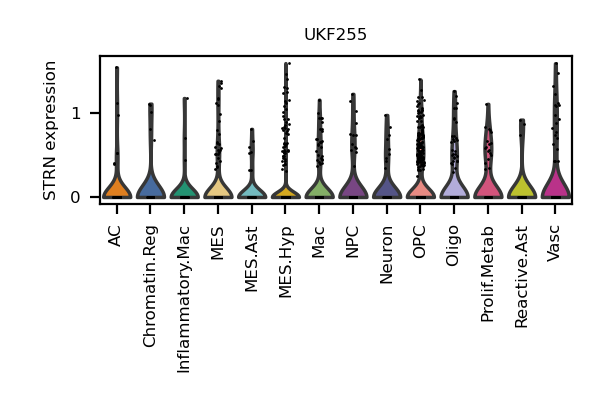 UKF255
STRN expression
1
0
AC
Chromatin.Reg
Inflammatory.Mac
MES
MES.Ast
MES.Hyp
Mac
NPC
Neuron
OPC
Oligo
Prolif.Metab
Reactive.Ast
Vasc